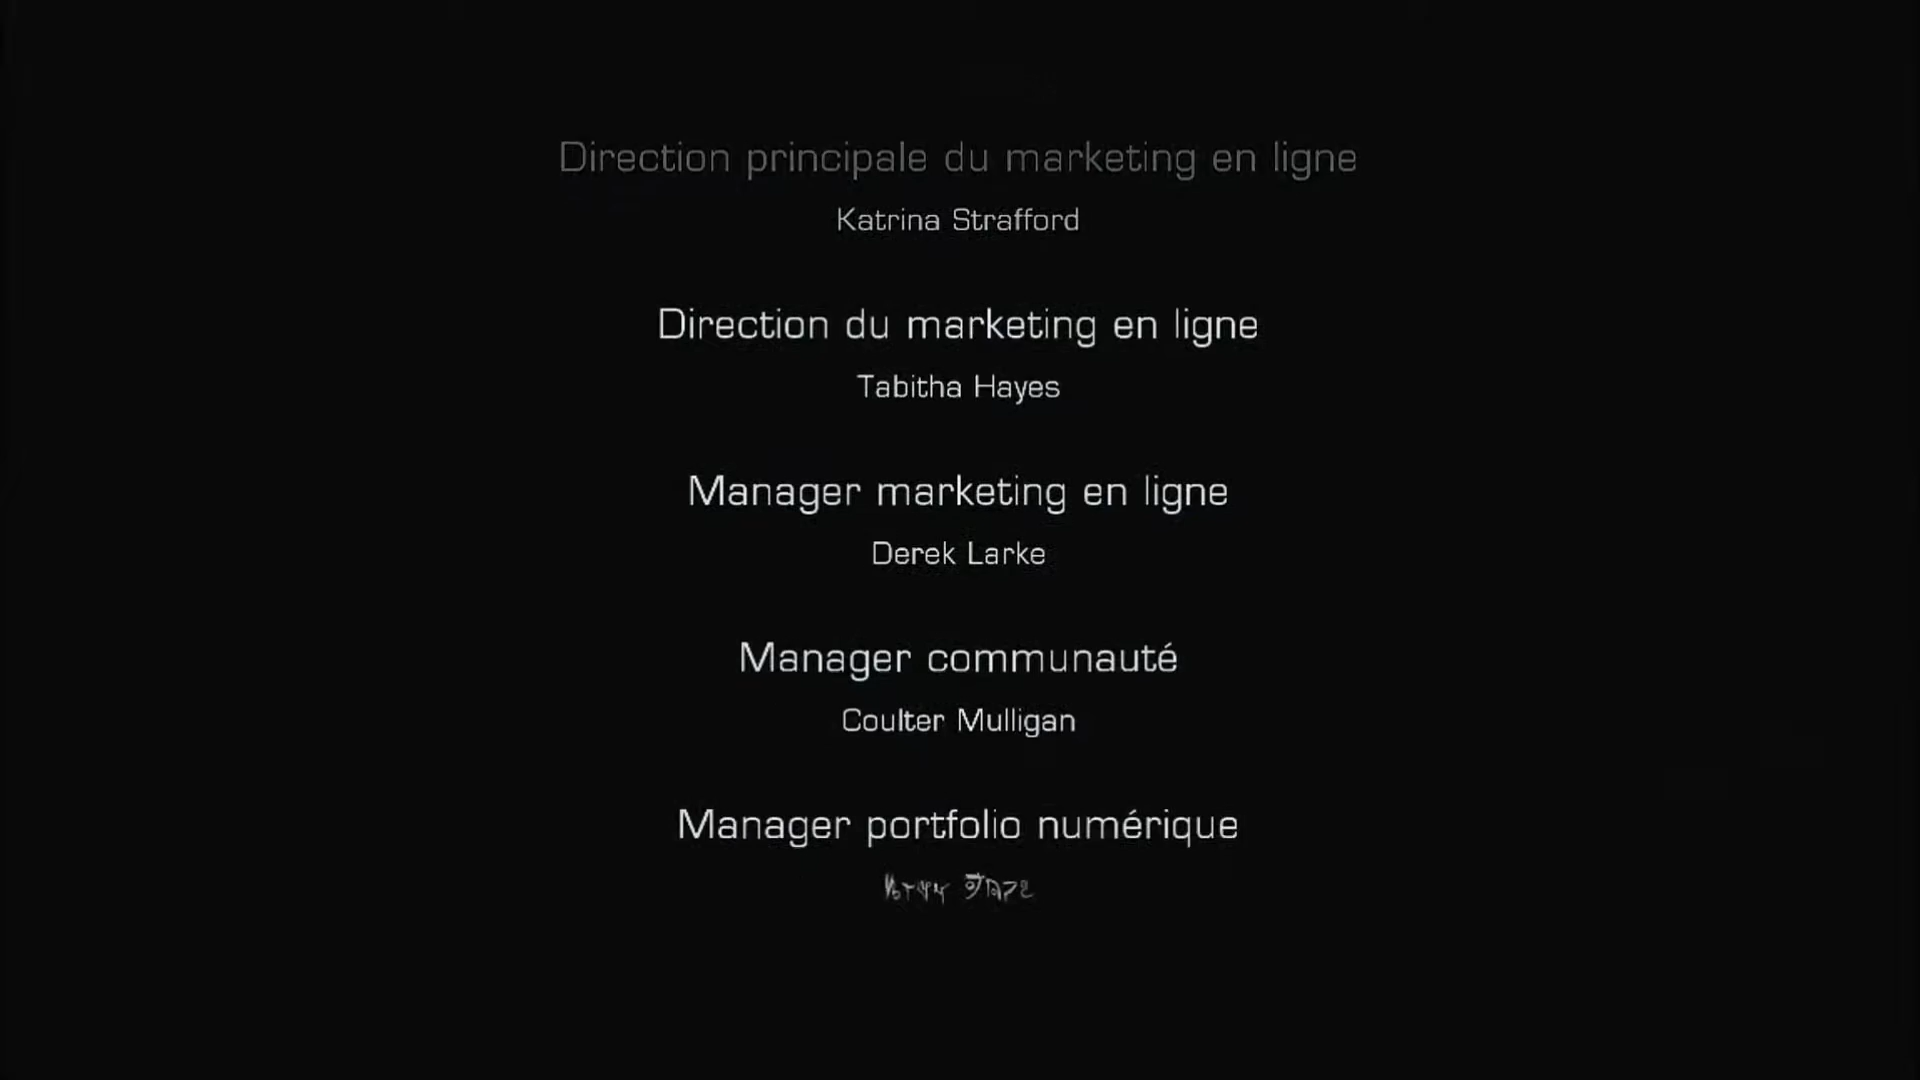 Direction principale du marketing en ligne
Katrina Strafford
Direction du marketing en ligne
Tabitha Hayes
Manager marketing en ligne
Derek Larke
Manager communauté
Coulter Mulligan
Manager portfolio numérique